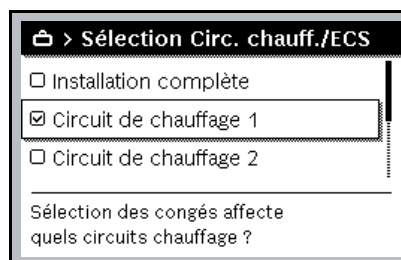 > Sélection Circ. chauff./ECS
Installation complète
Circuit de chauffage 1
Circuit de chauffage 2
Sélection des congés affecte
quels circuits chauffage ?